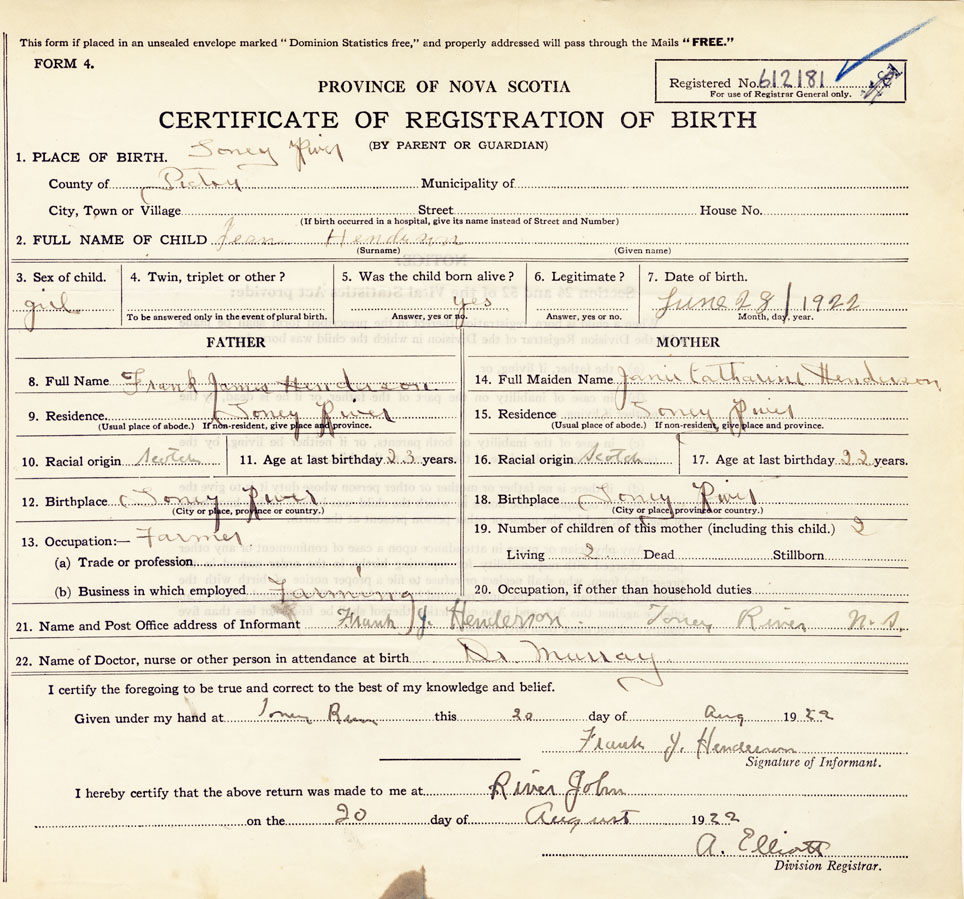 This form if placed in an unsealed envelope marked "Dominion Statistics free," and properly addressed will pass through the Mails "FREE."
FORM 4.
Registered No. 612181
For use of Registrar General only.
PROVINCE OF NOVA SCOTIA
CERTIFICATE OF REGISTRATION OF BIRTH
(BY PARENT OR GUARDIAN)
1. PLACE OF BIRTH. Toney River
County of Pictou Municipality of
City, Town or Village Street House No.
(If birth occurred in a hospital, give its name instead of Street and Number)
2. FULL NAME OF CHILD Jean Henderson
(Surname) (Given name)
3. Sex of child. 4. Twin, triplet or other? 5. Was the child born alive? 6. Legitimate? 7. Date of birth.
girl yes June 28/1922
To be answered only in the event of plural birth. Answer, yes or no. Answer, yes or no. Month, day, year.
FATHER MOTHER
8. Full Name Frank James Henderson. 14. Full Maiden Name Janie Catharine Henderson
9. Residence. Toney River 15. Residence Toney River
(Usual place of abode.) If non-resident, give place and province. (Usual place of abode.) If non-resident, give place and province.
10. Racial origin Scotch 11. Age at last birthday 23 years. 16. Racial origin Scotch 17. Age at last birthday 22 years.
12. Birthplace Toney River 18. Birthplace Toney River
(City or place, province or country.) (City or place, province or country.)
13. Occupation:— Farmer 19. Number of children of this mother (including this child.) 2
(a) Trade or profession Living 2 Dead Stillborn
(b) Business in which employed Farming 20. Occupation, if other than household duties
21. Name and Post Office address of Informant Frank J. Henderson. Toney River N.S.
22. Name of Doctor, nurse or other person in attendance at birth Dr. Murray
I certify the foregoing to be true and correct to the best of my knowledge and belief.
Given under my hand at Toney River this 20 day of Aug 1922
Frank J. Henderson
Signature of Informant.
I hereby certify that the above return was made to me at River John
on the 20 day of August 1922
A. Elliott
Division Registrar.